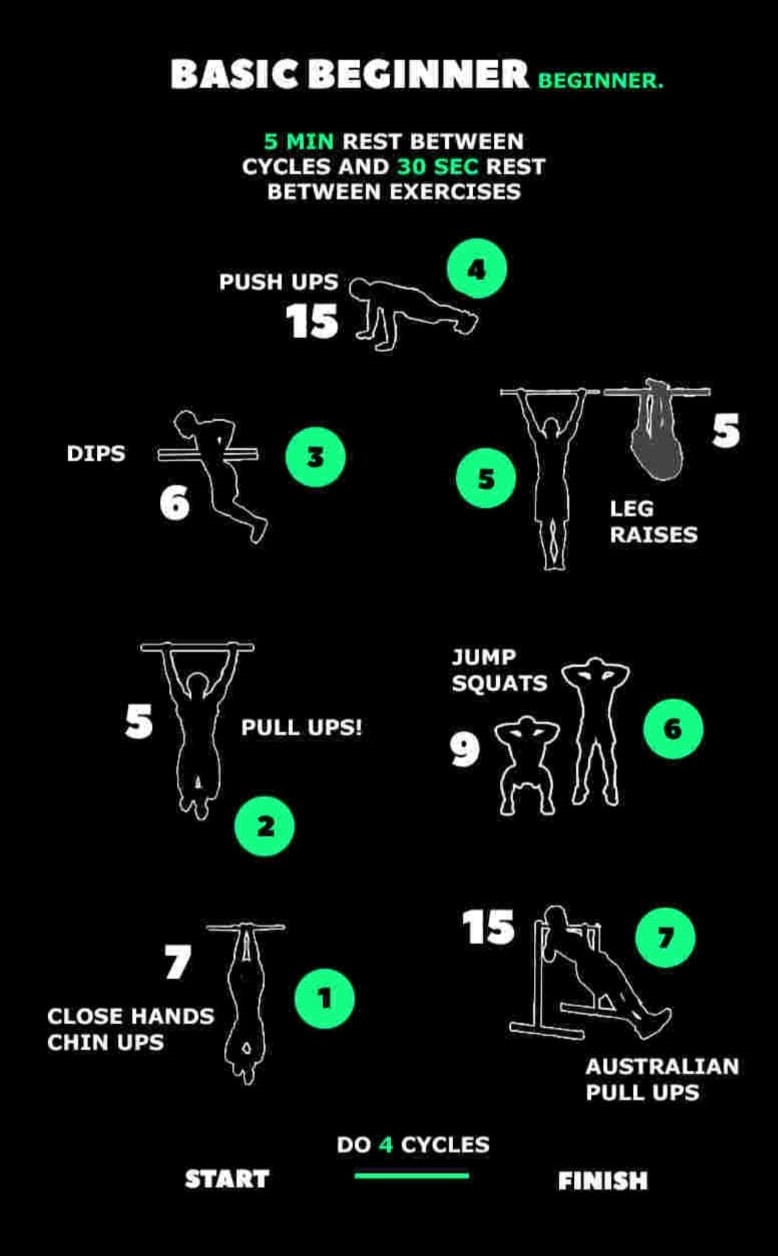 BASIC BEGINNER BEGINNER.
5 MIN REST BETWEEN
CYCLES AND 30 SEC REST
BETWEEN EXERCISES
4
PUSH UPS
15
DIPS
3
6
5
5
LEG
RAISES
JUMP
SQUATS
5
PULL UPS!
9
6
2
7
1
CLOSE HANDS
CHIN UPS
15
7
AUSTRALIAN
PULL UPS
DO 4 CYCLES
START
FINISH